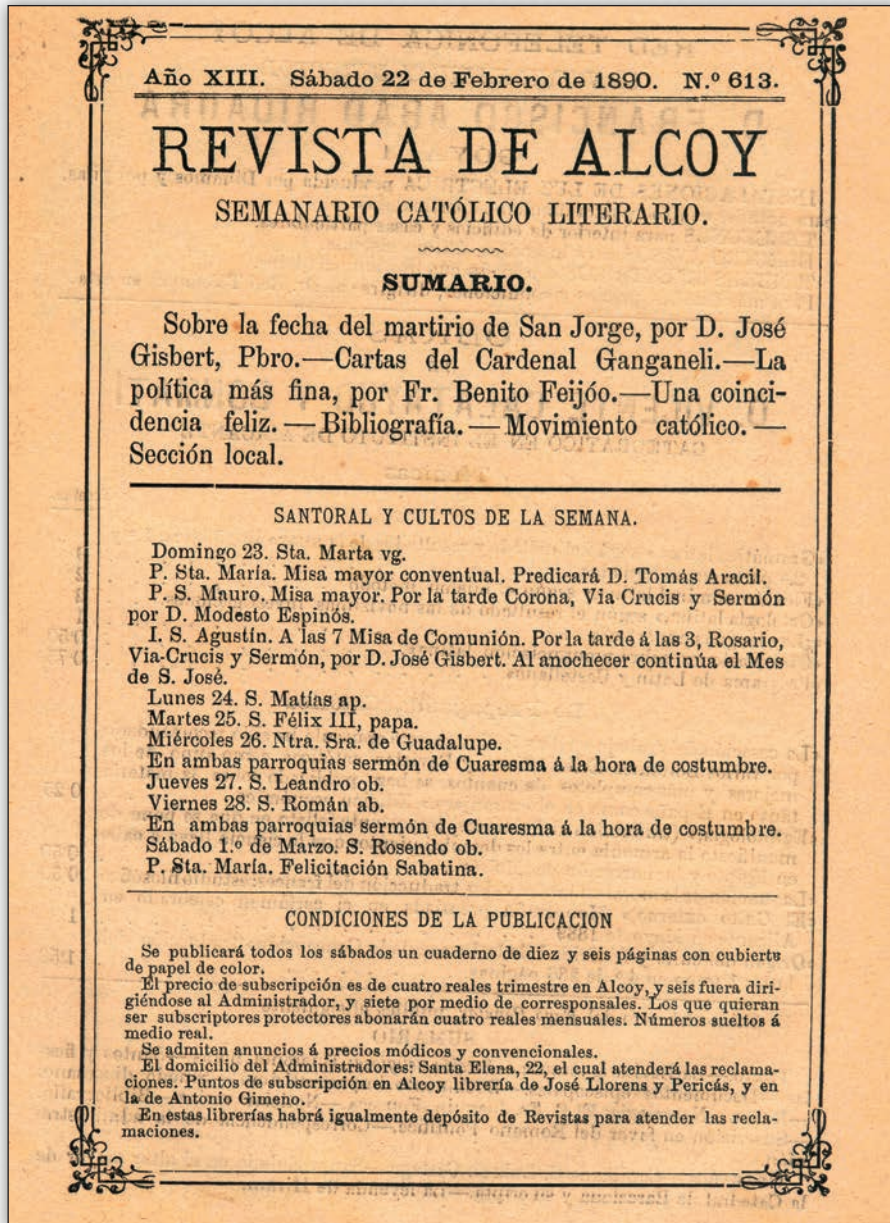 Año XIII. Sábado 22 de Febrero de 1890. N.º 613.
REVISTA DE ALCOY
SEMANARIO CATÓLICO LITERARIO.
SUMARIO.
Sobre la fecha del martirio de San Jorge, por D. José
Gisbert, Pbro.—Cartas del Cardenal Ganganeli.—La
política más fina, por Fr. Benito Feijóo.—Una coinci-
dencia feliz.—Bibliografía.—Movimiento católico.—
Sección local.
SANTORAL Y CULTOS DE LA SEMANA.
Domingo 23. Sta. Marta vg.
P. Sta. María. Misa mayor conventual. Predicará D. Tomás Aracil.
P. S. Mauro. Misa mayor. Por la tarde Corona, Via Crucis y Sermón
por D. Modesto Espinós.
I. S. Agustín. A las 7 Misa de Comunión. Por la tarde á las 3, Rosario,
Via-Crucis y Sermón, por D. José Gisbert. Al anochecer continúa el Mes
de S. José.
Lunes 24. S. Matías ap.
Martes 25. S. Félix III, papa.
Miércoles 26. Ntra. Sra. de Guadalupe.
En ambas parroquias sermón de Cuaresma á la hora de costumbre.
Jueves 27. S. Leandro ob.
Viernes 28. S. Román ab.
En ambas parroquias sermón de Cuaresma á la hora de costumbre.
Sábado 1.º de Marzo. S. Rosendo ob.
P. Sta. María. Felicitación Sabatina.
CONDICIONES DE LA PUBLICACION
Se publicará todos los sábados un cuaderno de diez y seis páginas con cubierta
de papel de color.
El precio de subscripción es de cuatro reales trimestre en Alcoy, y seis fuera diri-
giéndose al Administrador, y siete por medio de corresponsales. Los que quieran
ser subscriptores protectores abonarán cuatro reales mensuales. Números sueltos á
medio real.
Se admiten anuncios á precios módicos y convencionales.
El domicilio del Administrador es: Santa Elena, 22, el cual atenderá las reclama-
ciones. Puntos de subscripción en Alcoy librería de José Llorens y Pericás, y en
la de Antonio Gimeno.
En estas librerías habrá igualmente depósito de Revistas para atender las recla-
maciones.